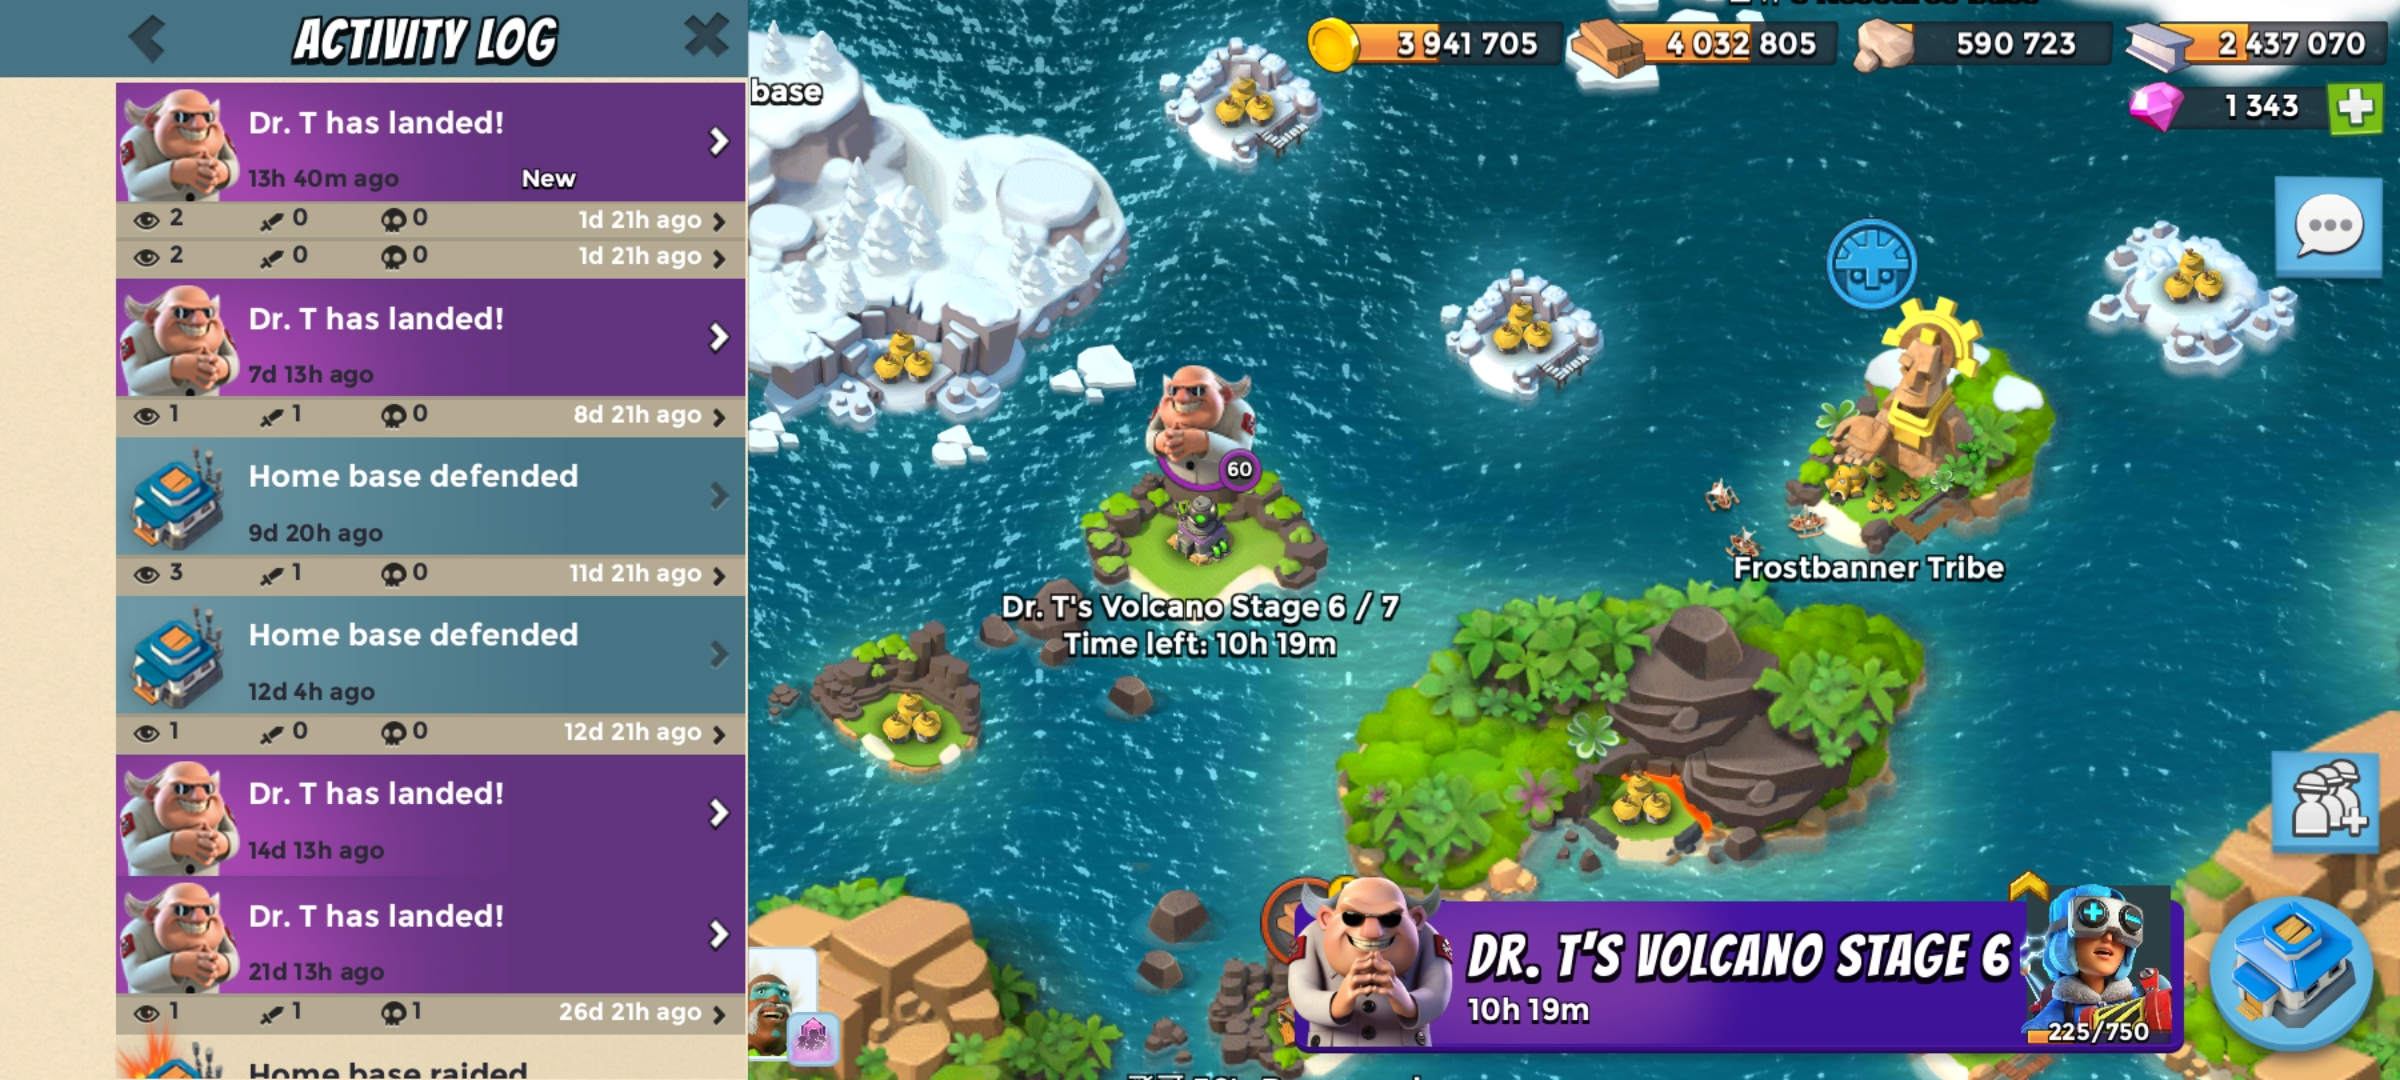 ACTIVITY LOG
Dr. T has landed!
13h 40m ago
New
2 0 0 1d 21h ago
2 0 0 1d 21h ago
Dr. T has landed!
7d 13h ago
1 1 0 8d 21h ago
Home base defended
9d 20h ago
3 1 0 11d 21h ago
Home base defended
12d 4h ago
1 0 0 12d 21h ago
Dr. T has landed!
14d 13h ago
Dr. T has landed!
21d 13h ago
1 1 1 26d 21h ago
Home base raided
base
3 941 705
4 032 805
590 723
2 437 070
1 343
60
Dr. T's Volcano Stage 6 / 7
Time left: 10h 19m
Frostbanner Tribe
DR. T'S VOLCANO STAGE 6
10h 19m
225/750